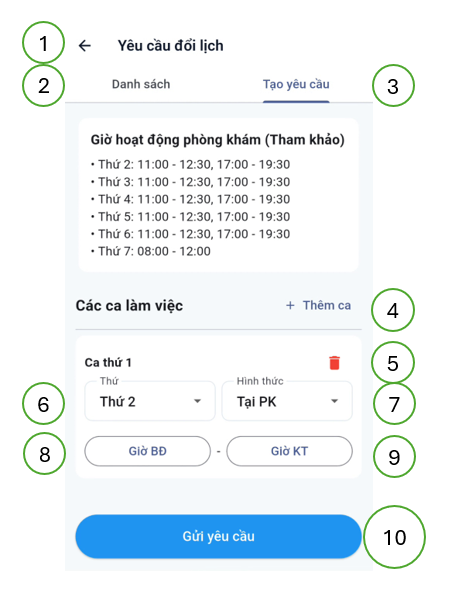 1
Yêu cầu đổi lịch
2
Danh sách
Tạo yêu cầu
3
Giờ hoạt động phòng khám (Tham khảo)
• Thứ 2: 11:00 - 12:30, 17:00 - 19:30
• Thứ 3: 11:00 - 12:30, 17:00 - 19:30
• Thứ 4: 11:00 - 12:30, 17:00 - 19:30
• Thứ 5: 11:00 - 12:30, 17:00 - 19:30
• Thứ 6: 11:00 - 12:30, 17:00 - 19:30
• Thứ 7: 08:00 - 12:00
Các ca làm việc
+ Thêm ca
4
Ca thứ 1
5
6
Thứ
Thứ 2
Hình thức
Tại PK
7
8
Giờ BĐ
-
Giờ KT
9
Gửi yêu cầu
10